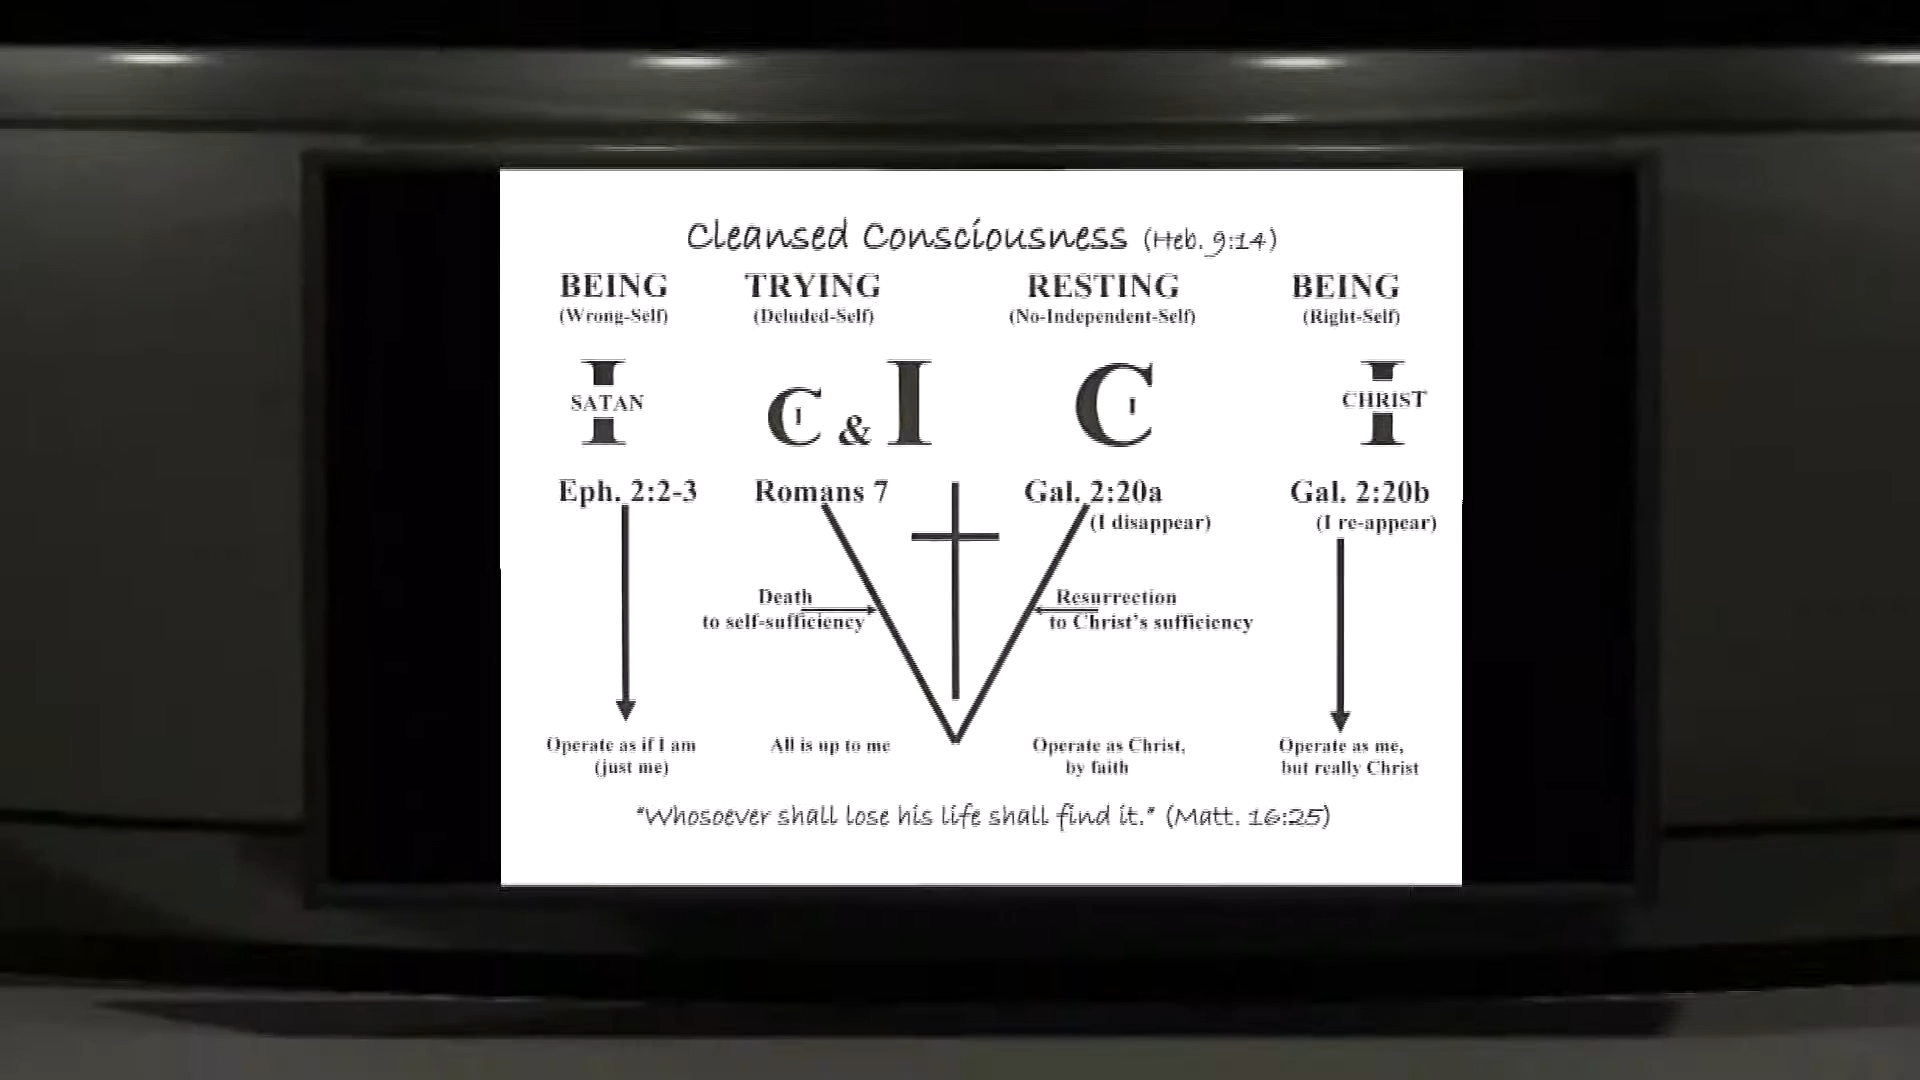 Cleansed Consciousness (Heb. 9:14)
BEING TRYING RESTING BEING
(Wrong-Self) (Deluded-Self) (No-Independent-Self) (Right-Self)
I C & I C I
SATAN I I CHRIST
Eph. 2:2-3 Romans 7 Gal. 2:20a Gal. 2:20b
(I disappear) (I re-appear)
Death Resurrection
to self-sufficiency to Christ's sufficiency
Operate as if I am All is up to me Operate as Christ, Operate as me,
(just me) by faith but really Christ
"Whosoever shall lose his life shall find it." (Matt. 16:25)